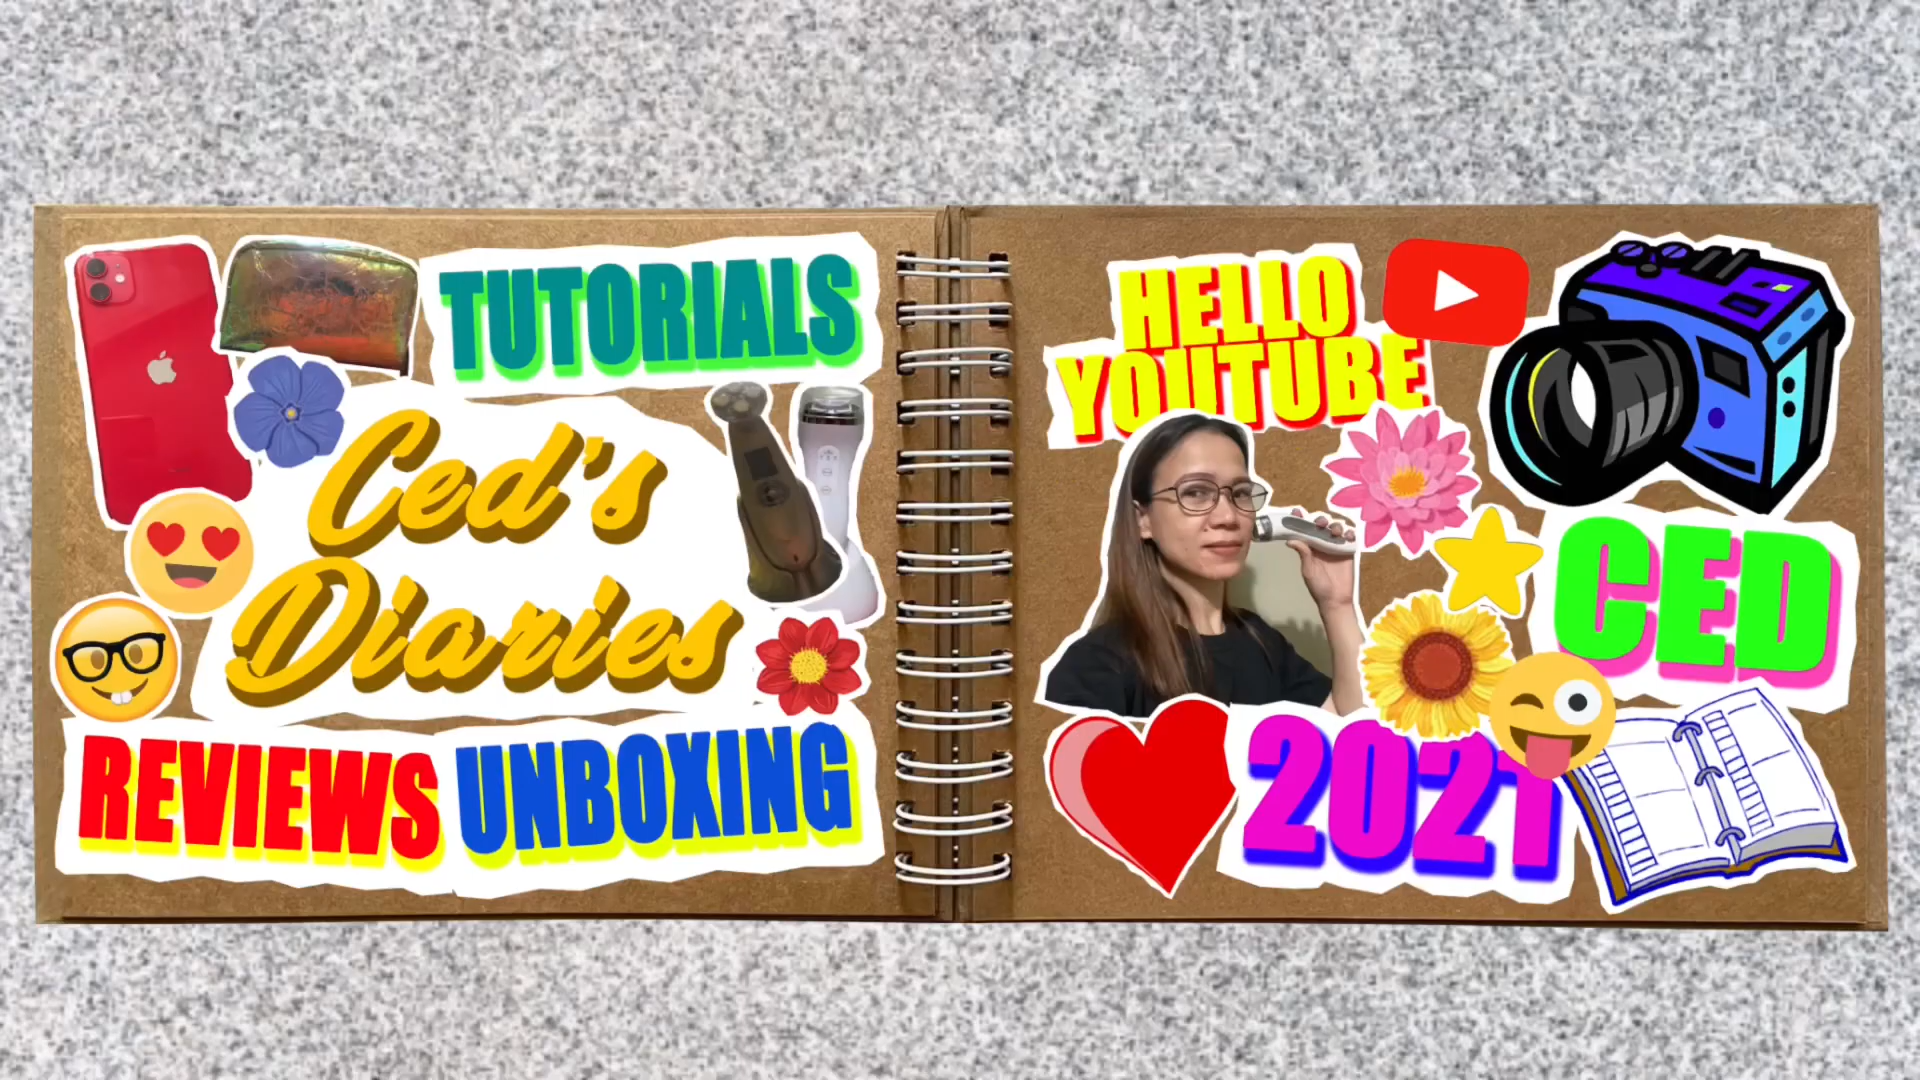 TUTORIALS
Ced's
Diaries
REVIEWS UNBOXING
HELLO
YOUTUBE
CED
2021